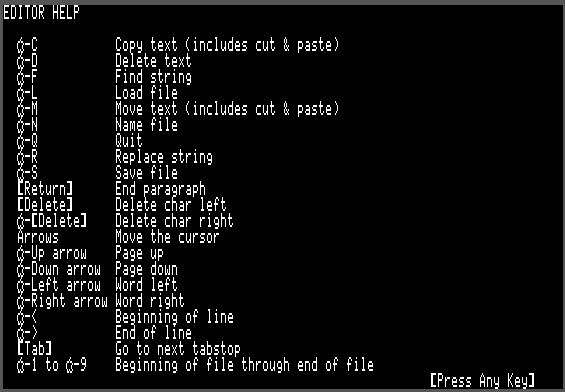 EDITOR HELP
-C Copy text (includes cut & paste)
-D Delete text
-F Find string
-L Load file
-M Move text (includes cut & paste)
-N Name file
-Q Quit
-R Replace string
-S Save file
[Return] End paragraph
[Delete] Delete char left
-[Delete] Delete char right
Arrows Move the cursor
-Up arrow Page up
-Down arrow Page down
-Left arrow Word left
-Right arrow Word right
-< Beginning of line
-> End of line
[Tab] Go to next tabstop
-1 to -9 Beginning of file through end of file
[Press Any Key]